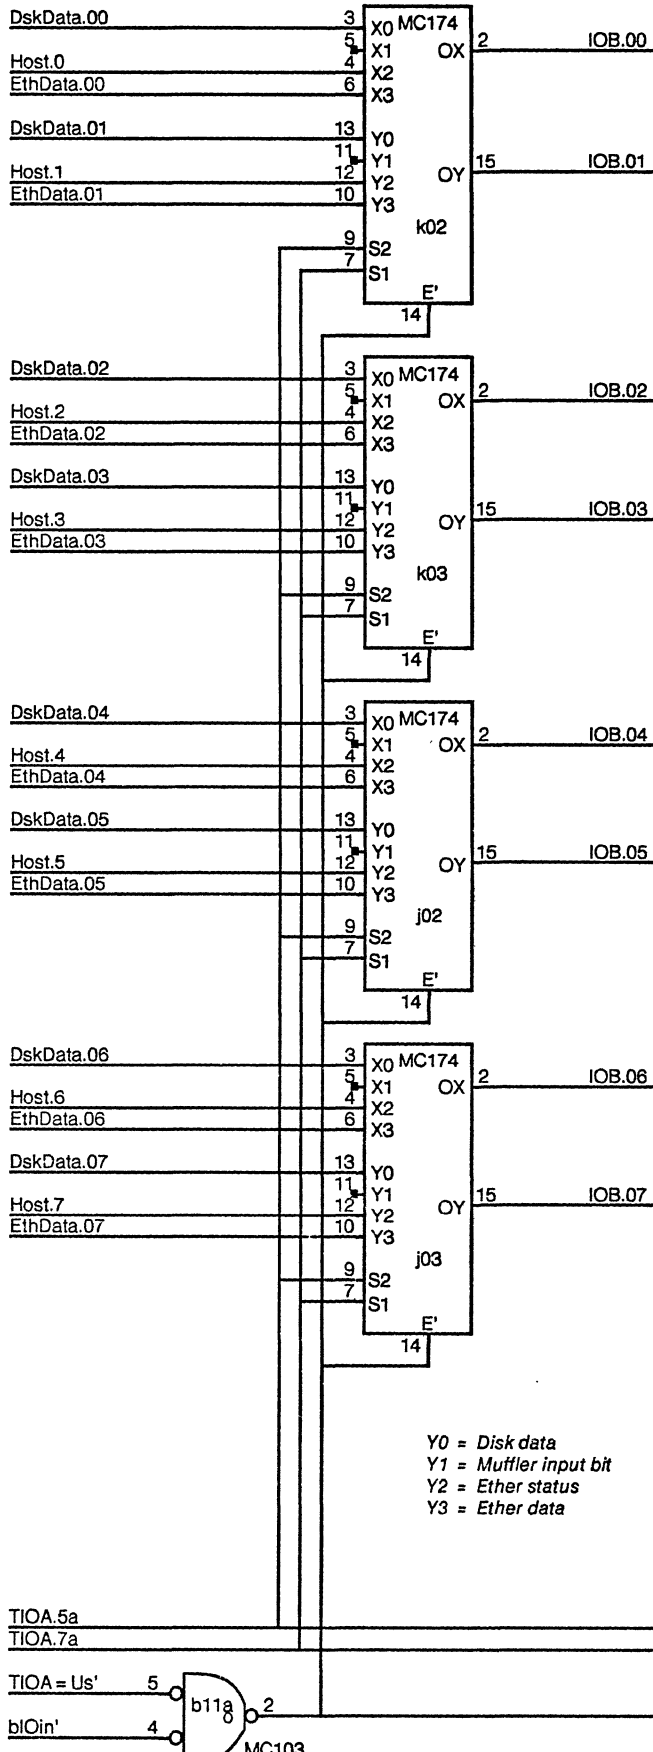 DskData.00 3 X0 MC174
5 X1 OX 2 IOB.00
Host.0 4 X2
EthData.00 6 X3
DskData.01 13 Y0
11 Y1
Host.1 12 Y2 OY 15 IOB.01
EthData.01 10 Y3
k02
9 S2
7 S1
E'
14
DskData.02 3 X0 MC174
5 X1 OX 2 IOB.02
Host.2 4 X2
EthData.02 6 X3
DskData.03 13 Y0
11 Y1
Host.3 12 Y2 OY 15 IOB.03
EthData.03 10 Y3
k03
9 S2
7 S1
E'
14
DskData.04 3 X0 MC174
5 X1 OX 2 IOB.04
Host.4 4 X2
EthData.04 6 X3
DskData.05 13 Y0
11 Y1
Host.5 12 Y2 OY 15 IOB.05
EthData.05 10 Y3
j02
9 S2
7 S1
E'
14
DskData.06 3 X0 MC174
5 X1 OX 2 IOB.06
Host.6 4 X2
EthData.06 6 X3
DskData.07 13 Y0
11 Y1
Host.7 12 Y2 OY 15 IOB.07
EthData.07 10 Y3
j03
9 S2
7 S1
E'
14
Y0 = Disk data
Y1 = Muffler input bit
Y2 = Ether status
Y3 = Ether data
TIOA.5a
TIOA.7a
TIOA=Us' 5 b11a 2
o
bIOin' 4
MC103